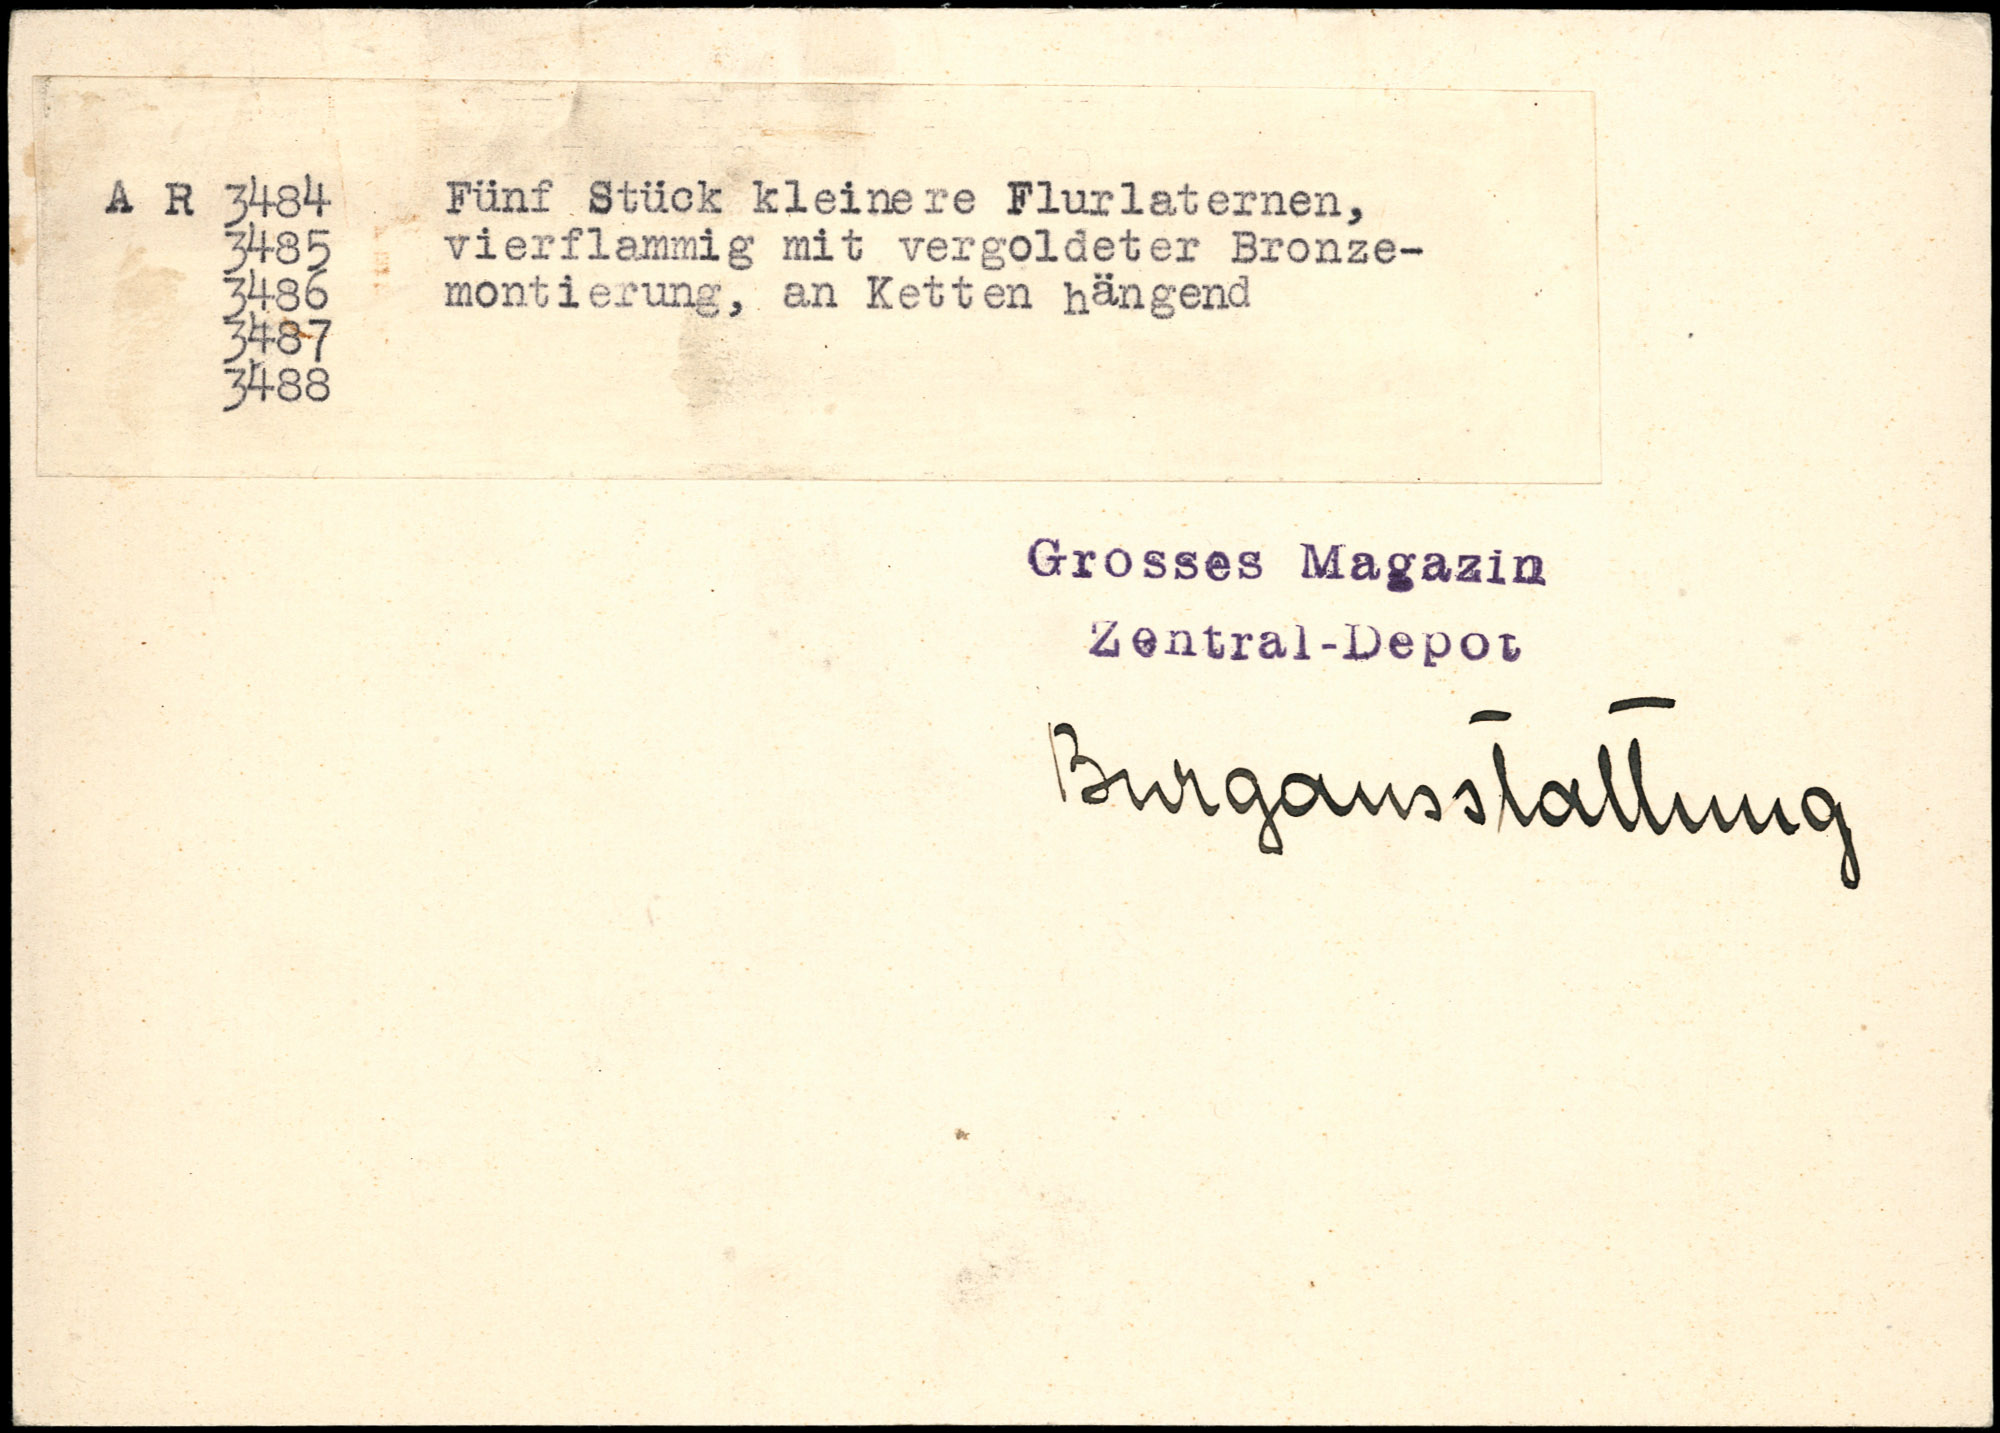 A R 3484 Fünf Stück kleinere Flurlaternen,
3485 vierflammig mit vergoldeter Bronze-
3486 montierung, an Ketten hängend
3487
3488
Grosses Magazin
Zentral-Depot
Burgausstattung